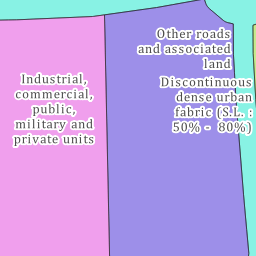 Other roads
and associated
land
Industrial,
commercial,
public,
military and
private units
Discontinuous
dense urban
fabric (S.L. :
50% - 80%)